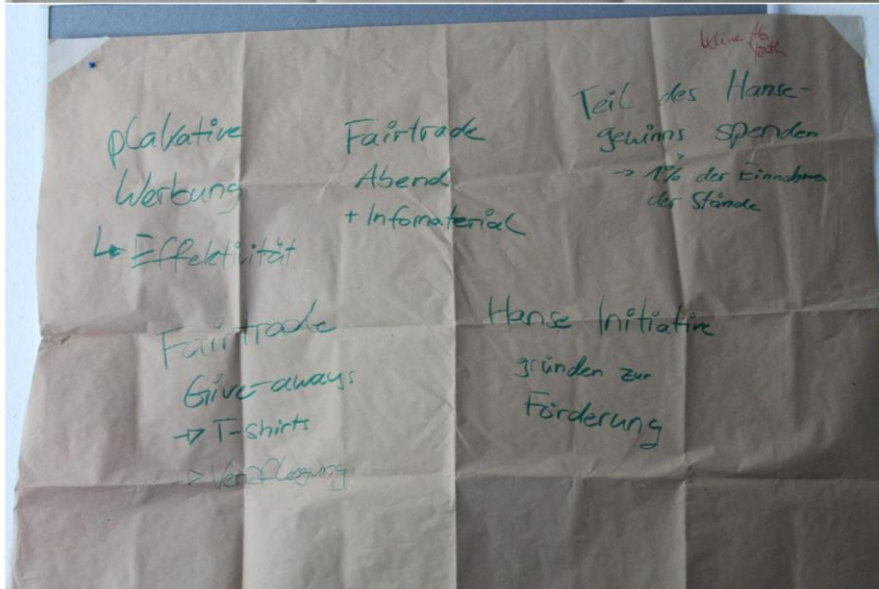 plakative
Werbung
↳ Effektivität
Fairtrade
Abend
+ Infomaterial
Teil des Hanse-
gewinns spenden
→ 1% der Einnahmen
der Stände
Fairtrade
Give-aways
→ T-shirts
→ Verpflegung
Hanse Initiative
gründen zur
Förderung